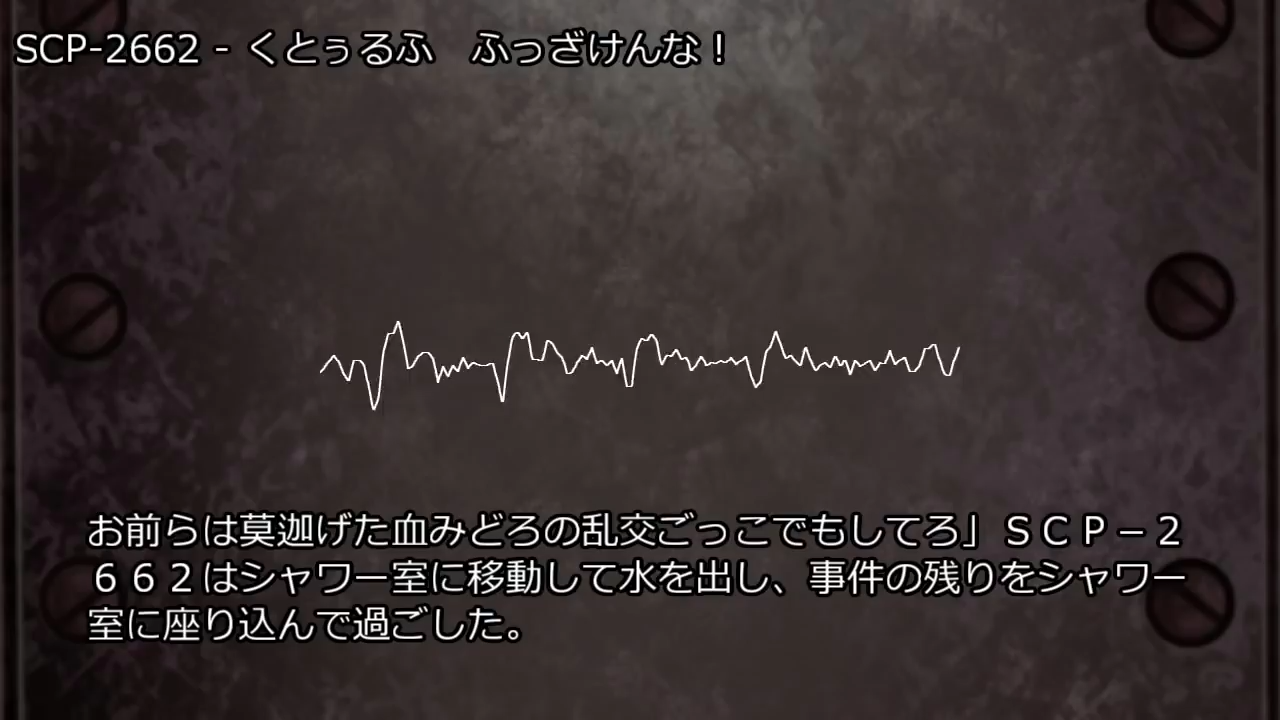 SCP-2662 - くとぅるふ　ふっざけんな！
お前らは莫迦げた血みどろの乱交ごっこでもしてろ」ＳＣＰ－２
６６２はシャワー室に移動して水を出し、事件の残りをシャワー
室に座り込んで過ごした。